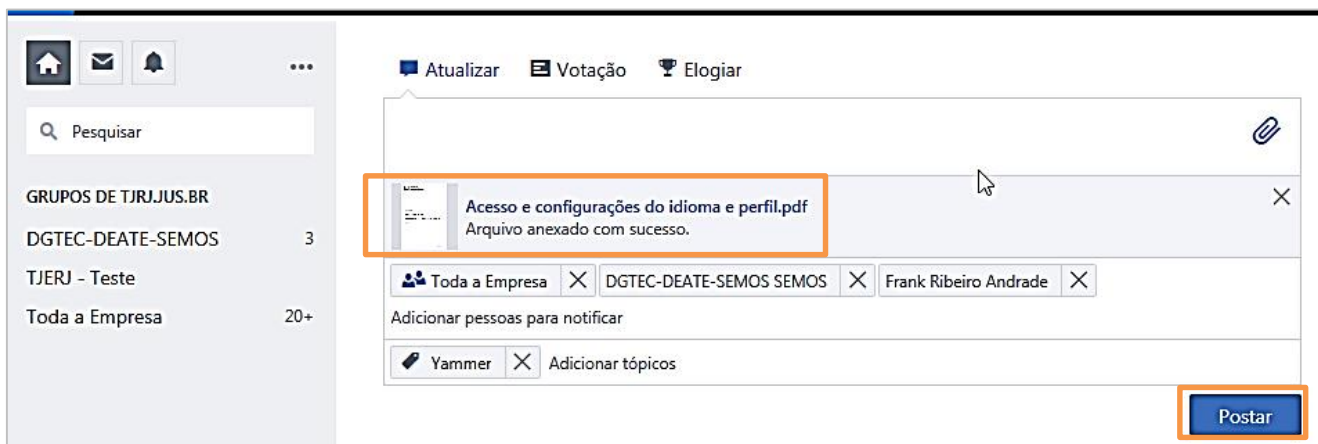 Atualizar Votação Elogiar
Pesquisar
GRUPOS DE TJRJ.JUS.BR
DGTEC-DEATE-SEMOS 3
TJERJ - Teste
Toda a Empresa 20+
Acesso e configurações do idioma e perfil.pdf
Arquivo anexado com sucesso.
Toda a Empresa DGTEC-DEATE-SEMOS SEMOS Frank Ribeiro Andrade
Adicionar pessoas para notificar
Yammer Adicionar tópicos
Postar